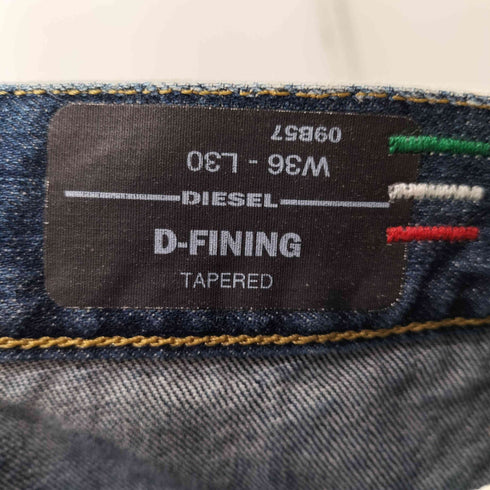 09B57
W36 - L30
DIESEL
D-FINING
TAPERED